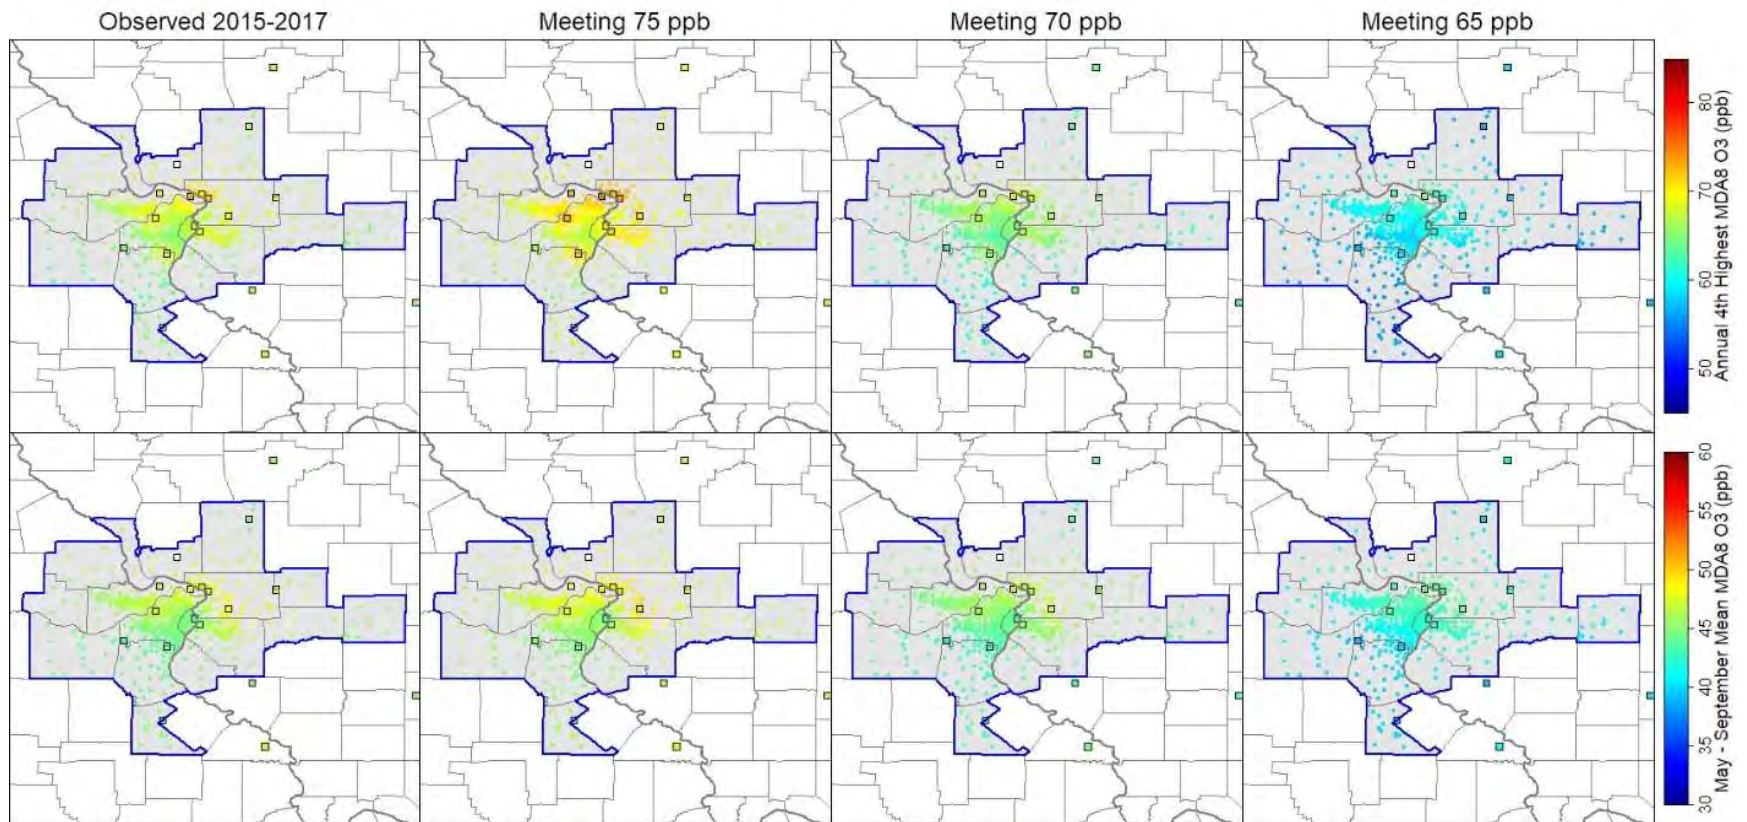 Observed 2015-2017
Meeting 75 ppb
Meeting 70 ppb
Meeting 65 ppb
80
70
60
50
Annual 4th Highest MDA8 O3 (ppb)
60
55
50
45
40
35
30
May - September Mean MDA8 O3 (ppb)